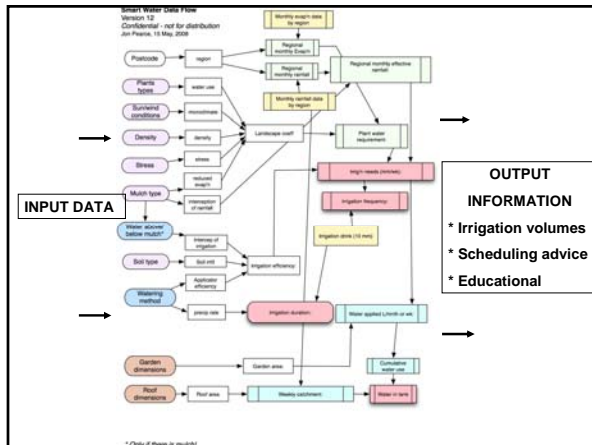 Smart Water Data Flow
Version 12
Confidential - not for distribution
Jon Pearce, 15 May, 2008
Monthly evap'n data
by region
Postcode
region
Regional
monthly Evap'n
Regional
monthly rainfall
Regional monthly effective
rainfall
Plants
types
water use
Monthly rainfall data
by region
Sun/wind
conditions
microclimate
Density
density
Landscape coeff
Plant water
requirement
Stress
stress
Mulch type
reduced
evap'n
interception
of rainfall
Irrig'n needs
Irrigation frequency
INPUT DATA
Water above/
below mulch*
Intercep of
irrigation
Irrigation drink (10 mm)
Soil type
Soil infil
Irrigation efficiency
Applicator
efficiency
Watering
method
precip rate
Irrigation duration
Water applied L/mnth or wk
Garden
dimensions
Garden area
Cumulative
water use
Roof
dimensions
Roof area
Weekly catchment
Water in tank
* Only if there is mulch!
OUTPUT
INFORMATION
* Irrigation volumes
* Scheduling advice
* Educational